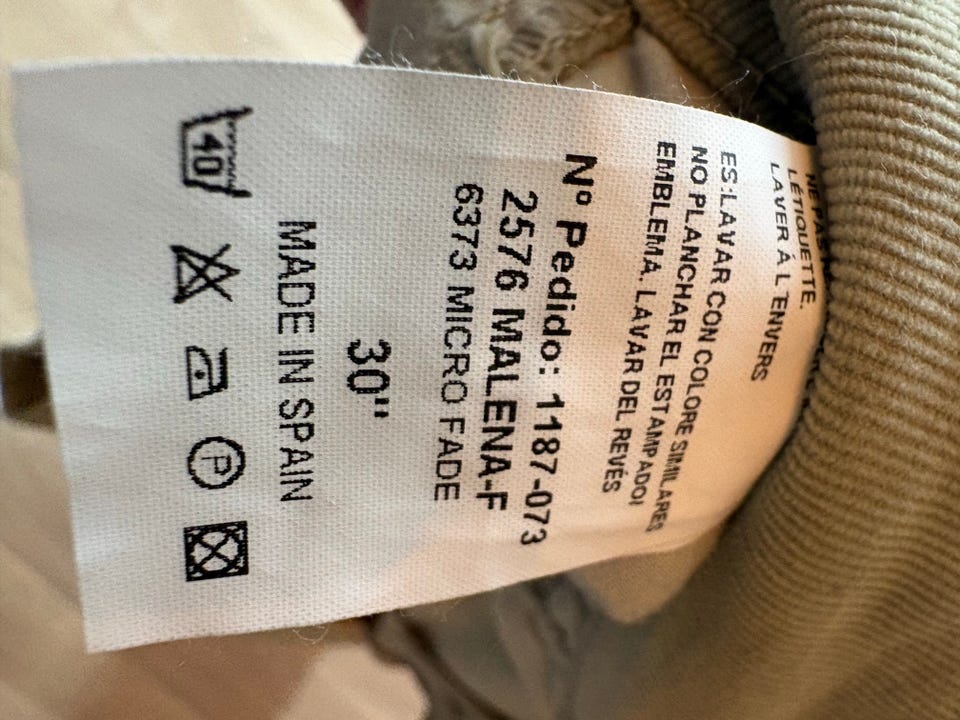 LÉTIQUETTE.
LAVER Á L´ENVERS
ES:LAVAR CON COLORE SIMILARES
NO PLANCHAR EL ESTAMPADO/
EMBLEMA. LAVAR DEL REVÉS
Nº Pedido: 1187-073
2576 MALENA-F
6373 MICRO FADE
30"
MADE IN SPAIN
40 P